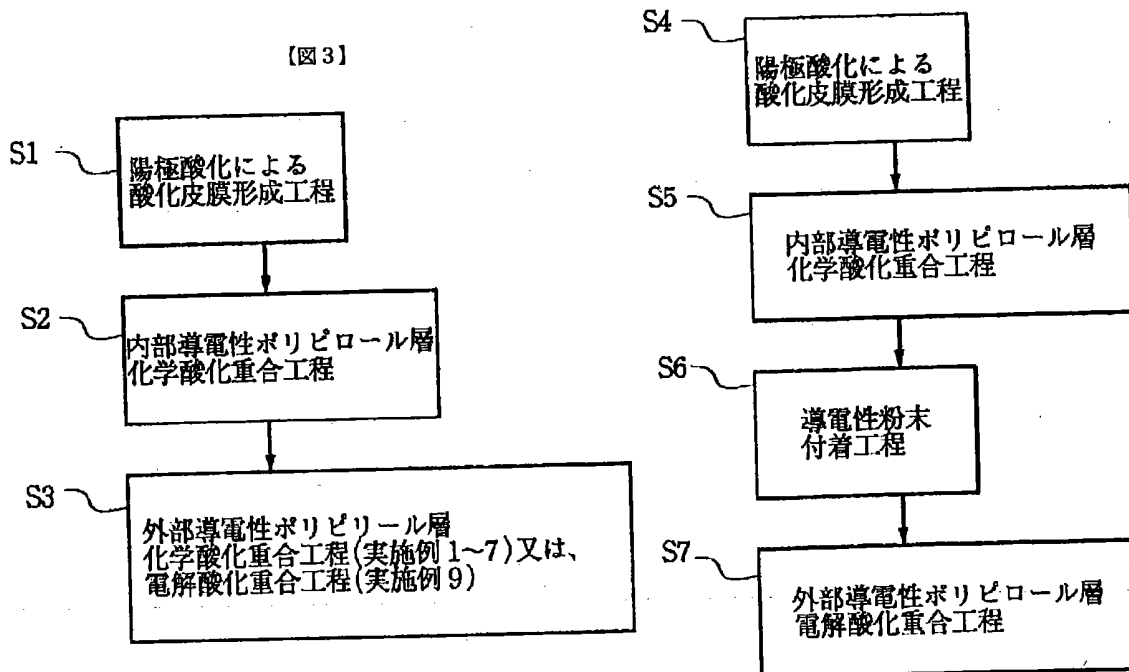 【図3】
S1
陽極酸化による
酸化皮膜形成工程
S2
内部導電性ポリピロール層
化学酸化重合工程
S3
外部導電性ポリピリール層
化学酸化重合工程(実施例1~7)又は、
電解酸化重合工程(実施例9)
S4
陽極酸化による
酸化皮膜形成工程
S5
内部導電性ポリピロール層
化学酸化重合工程
S6
導電性粉末
付着工程
S7
外部導電性ポリピロール層
電解酸化重合工程